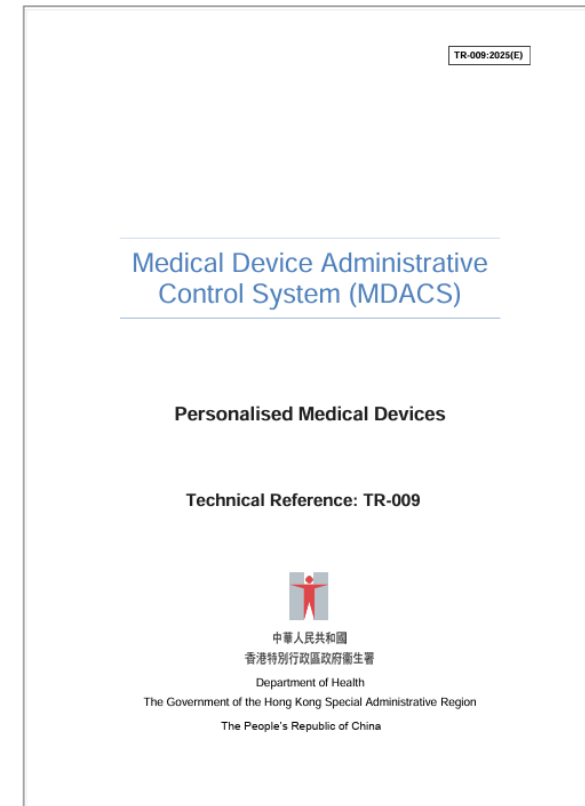 TR-009:2025(E)
Medical Device Administrative
Control System (MDACS)
Personalised Medical Devices
Technical Reference: TR-009
中華人民共和國
香港特別行政區政府衞生署
Department of Health
The Government of the Hong Kong Special Administrative Region
The People's Republic of China